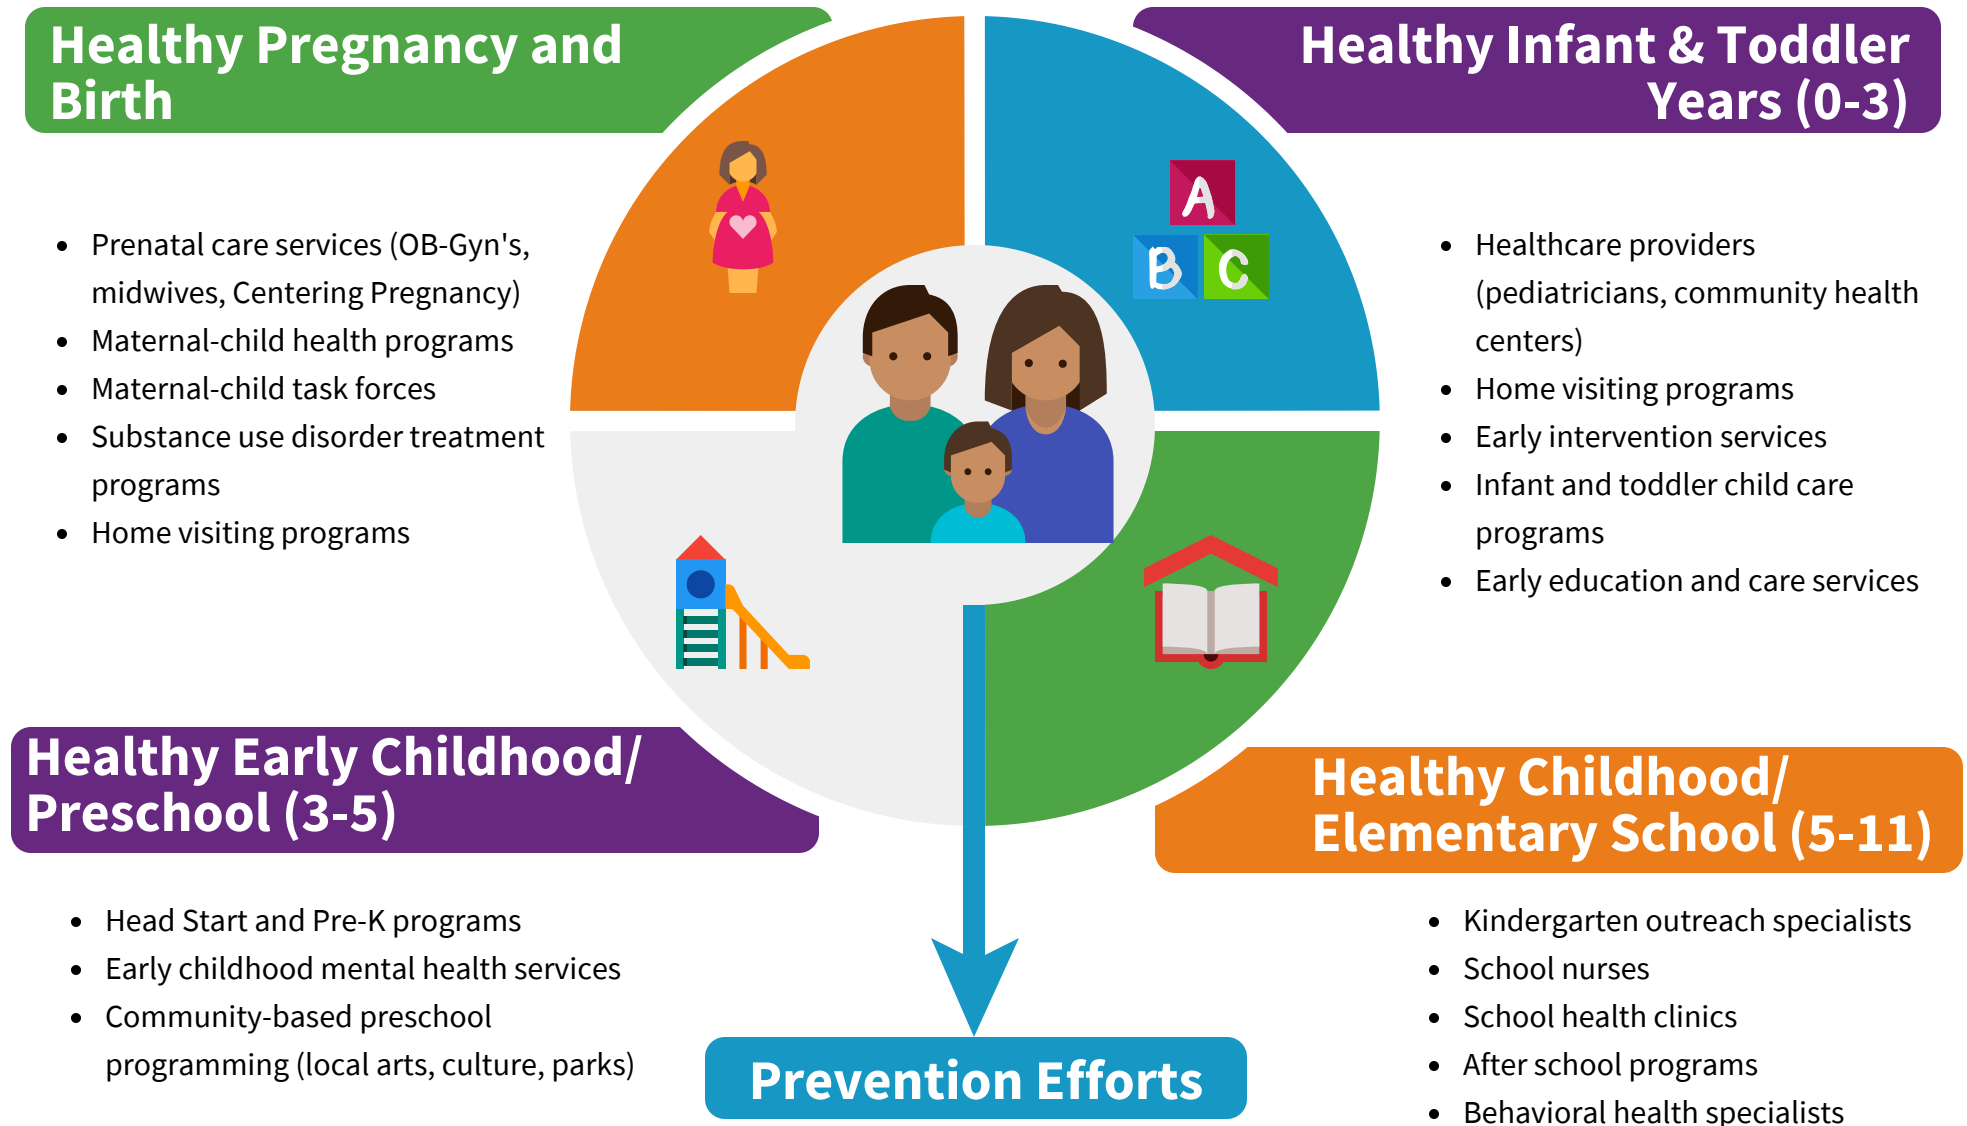 Healthy Pregnancy and
Birth
• Prenatal care services (OB-Gyn's,
midwives, Centering Pregnancy)
• Maternal-child health programs
• Maternal-child task forces
• Substance use disorder treatment
programs
• Home visiting programs
Healthy Infant & Toddler
Years (0-3)
• Healthcare providers
(pediatricians, community health
centers)
• Home visiting programs
• Early intervention services
• Infant and toddler child care
programs
• Early education and care services
A
B C
Healthy Early Childhood/
Preschool (3-5)
• Head Start and Pre-K programs
• Early childhood mental health services
• Community-based preschool
programming (local arts, culture, parks)
Healthy Childhood/
Elementary School (5-11)
• Kindergarten outreach specialists
• School nurses
• School health clinics
• After school programs
• Behavioral health specialists
Prevention Efforts